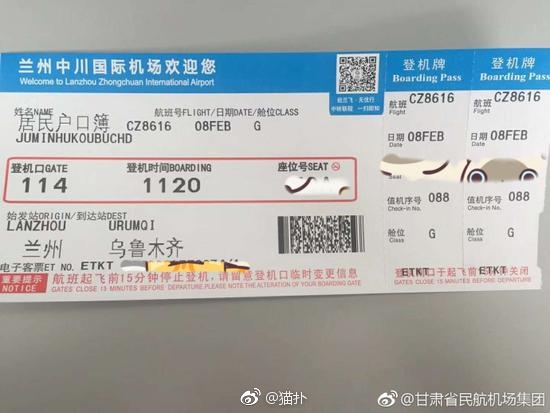 兰州中川国际机场欢迎您
Welcome to Lanzhou Zhongchuan International Airport
登机牌
Boarding Pass
登机牌
Boarding Pass
姓名NAME
航班号FLIGHT/日期DATE/舱位CLASS
居民户口簿 CZ8616 08FEB G
JUMINHUKOUBUCHD
登机口GATE 登机时间BOARDING 座位号SEAT
114 1120
始发站ORIGIN/到达站DEST
LANZHOU URUMQI
兰州 乌鲁木齐
电子客票ET NO. ETKT
重要提示 航班起飞前15分钟停止登机,请留意登机口临时变更信息
NOTICE GATES CLOSE 15 MINUTES BEFORE DEPARTURE.PLEASE NOTE THE ALTERATION OF YOUR BOARDING GATE
航班 CZ8616
Flight
日期 08FEB
Date
Seat
值机序号 088
Check-in No.
舱位 G
Class
ETKT
航班 CZ8616
Flight
日期 08FEB
值机序号 088
Check-in No.
舱位 G
Class
ETKT
@猫扑
@甘肃省民航机场集团